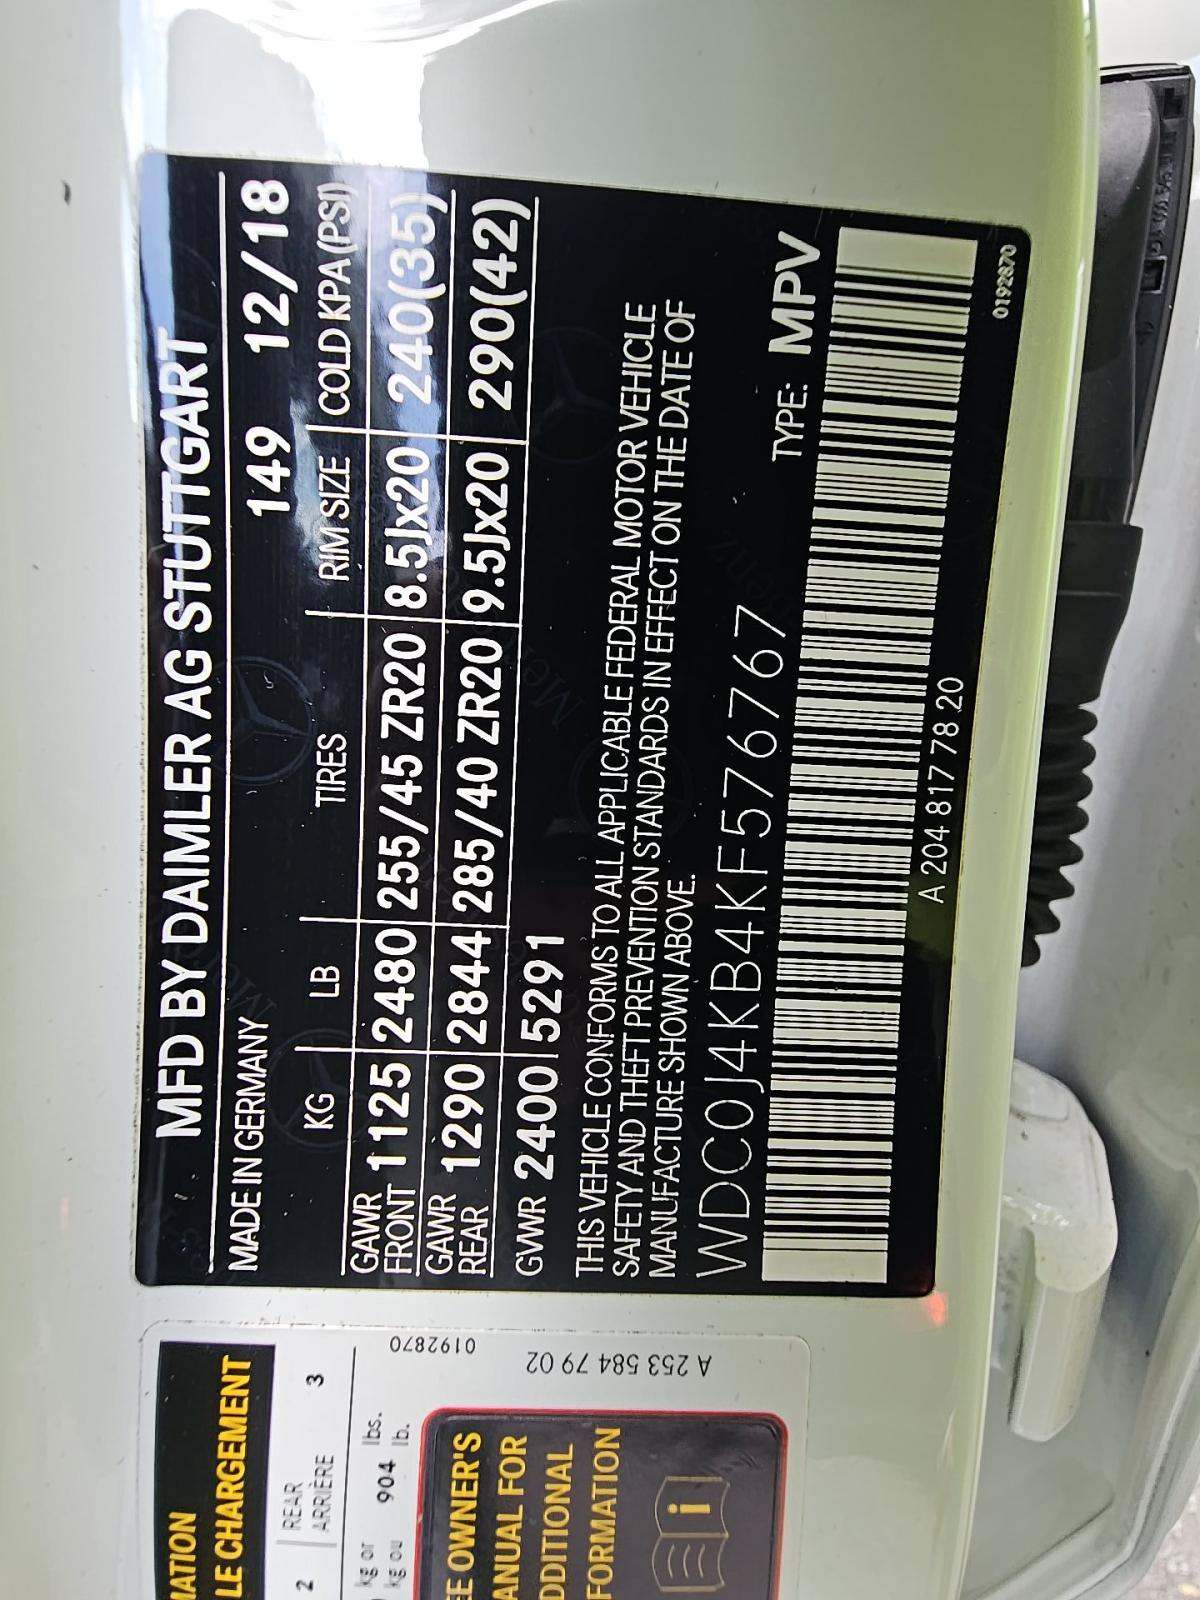 MFD BY DAIMLER AG STUTTGART
MADE IN GERMANY 149 12/18
KG LB TIRES RIM SIZE COLD KPA(PSI)
GAWR
FRONT 1125 2480 255/45 ZR20 8.5Jx20 240(35)
GAWR
REAR 1290 2844 285/40 ZR20 9.5Jx20 290(42)
GVWR 2400 5291
THIS VEHICLE CONFORMS TO ALL APPLICABLE FEDERAL MOTOR VEHICLE
SAFETY AND THEFT PREVENTION STANDARDS IN EFFECT ON THE DATE OF
MANUFACTURE SHOWN ABOVE.
WDC0J4KB4KF576767 TYPE: MPV
A 204 817 78 20
0192870
MATION
LE CHARGEMENT
2 REAR
ARRIÈRE 3
kg or lbs.
kg ou 904 lb.
0192870
A 253 584 79 02
EE OWNER'S
ANUAL FOR
DDITIONAL
FORMATION
i